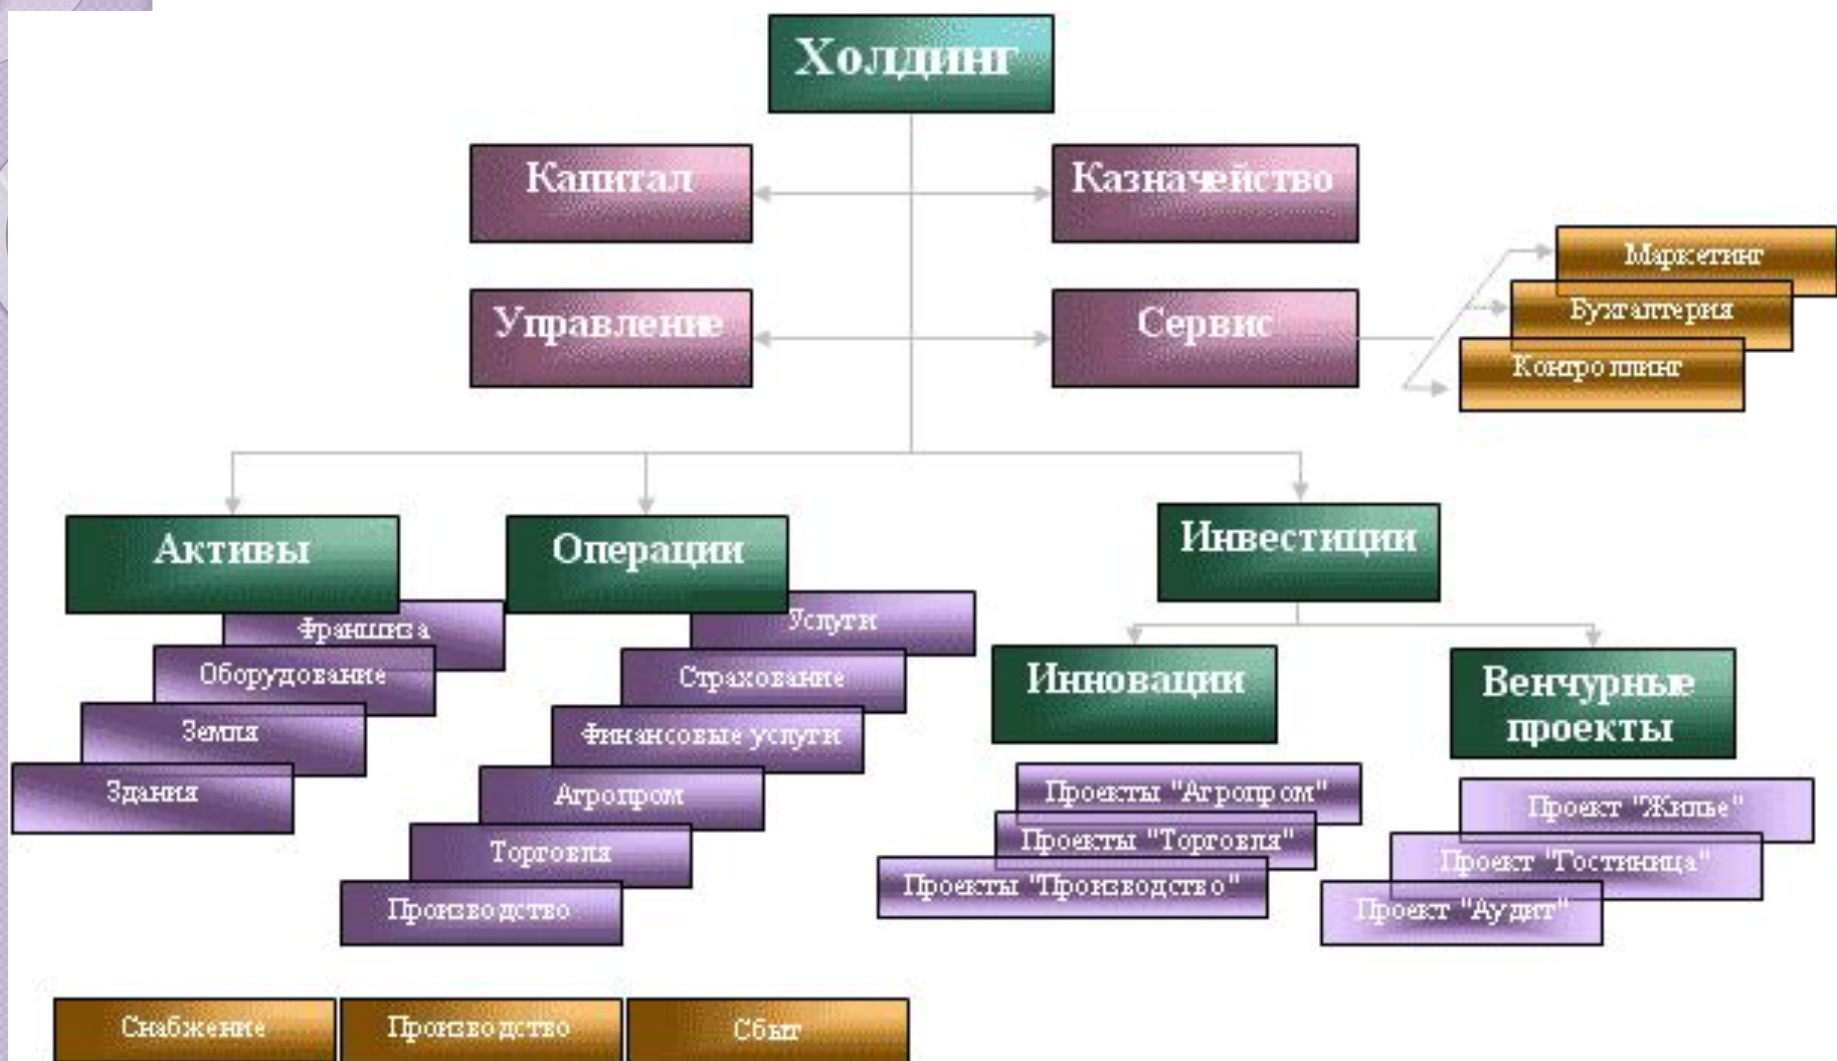 Холдинг
Капитал
Казначейство
Управление
Сервис
Маркетинг
Бухгалтерия
Контроллинг
Активы
Операции
Инвестиции
Франшиза
Оборудование
Земля
Здания
Услуги
Страхование
Финансовые услуги
Агропром
Торговля
Производство
Инновации
Венчурные
проекты
Проекты "Агропром"
Проекты "Торговля"
Проекты "Производство"
Проект "Жилье"
Проект "Гостиница"
Проект "Аудит"
Снабжение
Производство
Сбыт